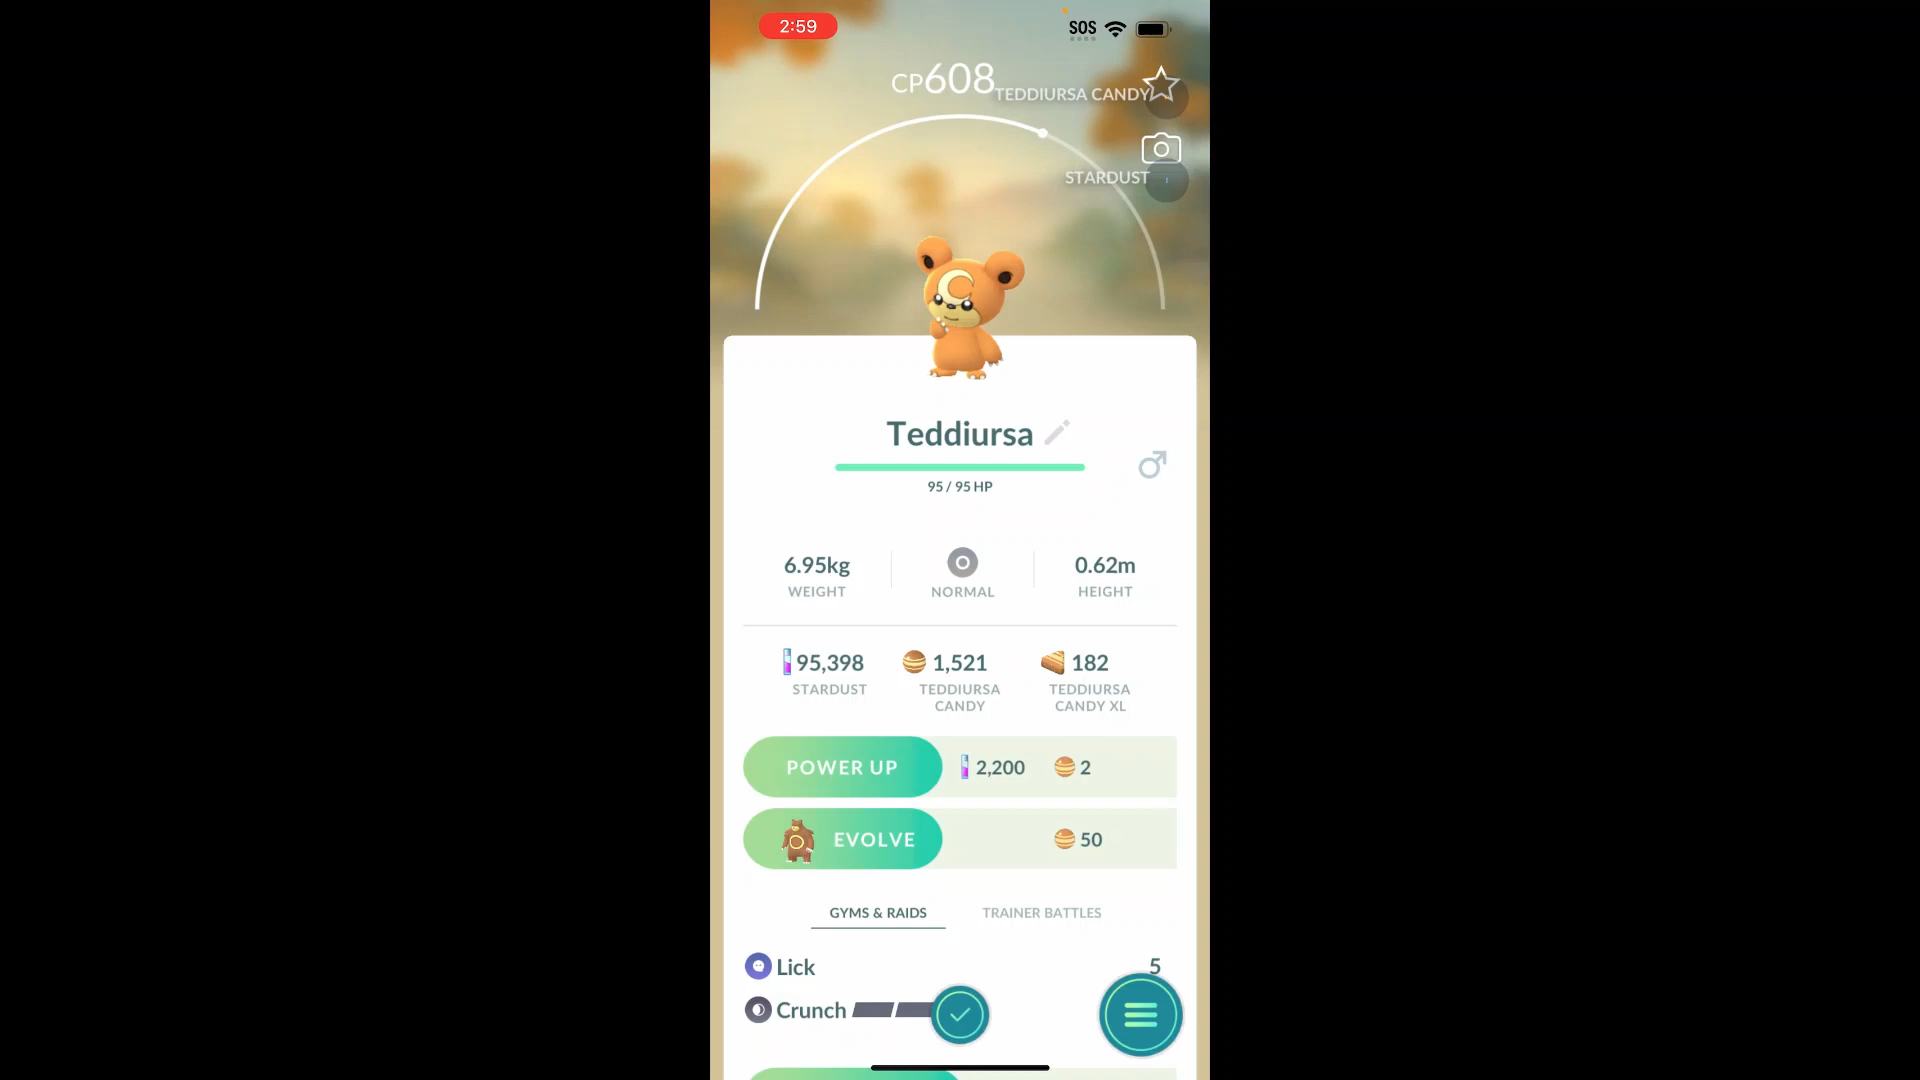 2:59
SOS
CP608
TEDDIURSA CANDY
STARDUST
Teddiursa
95 / 95 HP
6.95kg
WEIGHT
NORMAL
0.62m
HEIGHT
95,398
STARDUST
1,521
TEDDIURSA
CANDY
182
TEDDIURSA
CANDY XL
POWER UP 2,200 2
EVOLVE 50
GYMS & RAIDS TRAINER BATTLES
Lick 5
Crunch